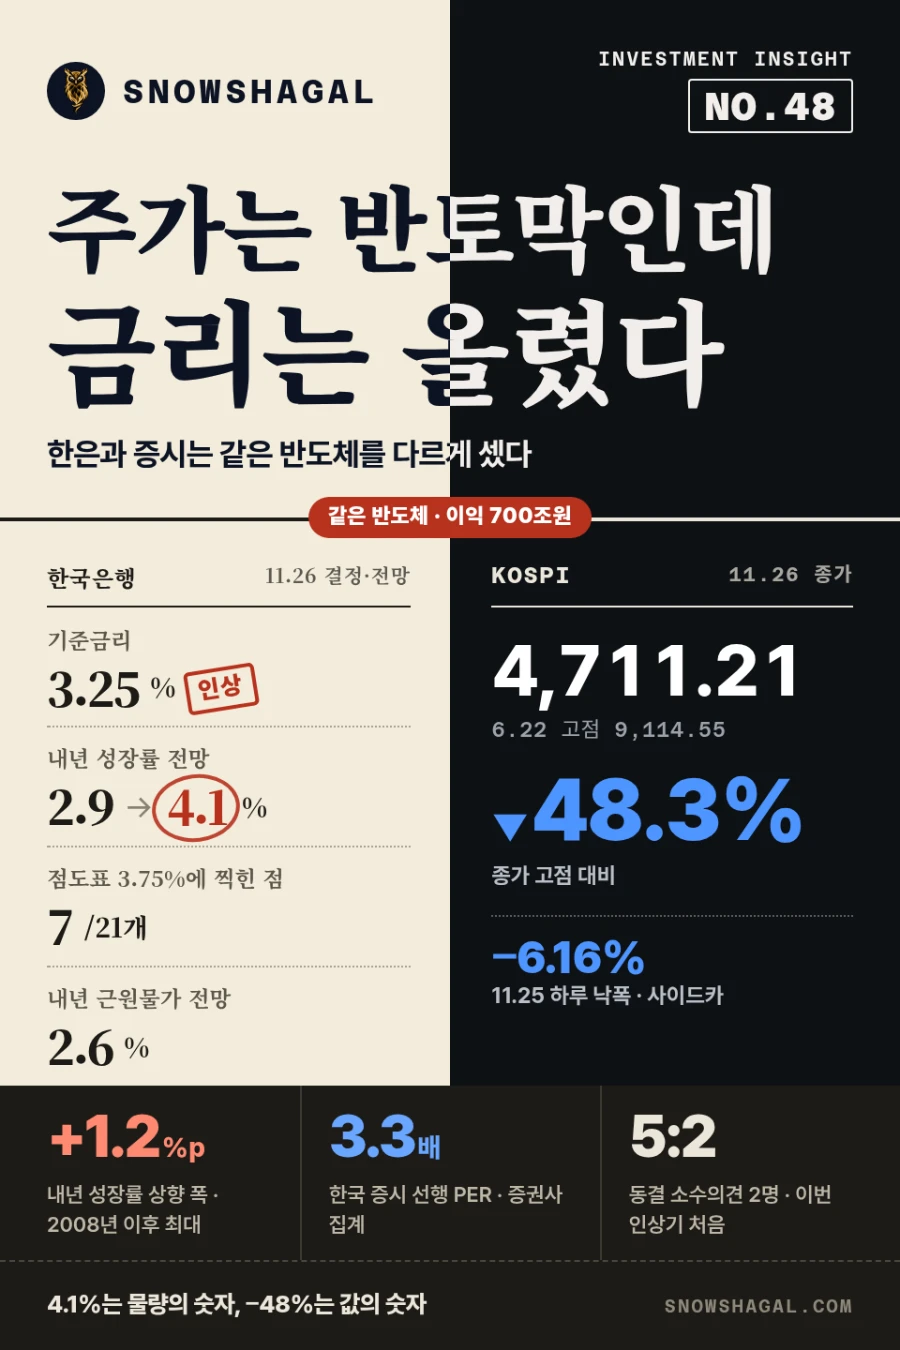 SNOWSHAGAL
INVESTMENT INSIGHT
NO.48
주가는 반토막인데
금리는 올렸다
한은과 증시는 같은 반도체를 다르게 셌다
같은 반도체 · 이익 700조원
한국은행 11.26 결정·전망
기준금리
3.25 % 인상
내년 성장률 전망
2.9 → 4.1 %
점도표 3.75%에 찍힌 점
7 /21개
내년 근원물가 전망
2.6 %
KOSPI 11.26 종가
4,711.21
6.22 고점 9,114.55
▼48.3%
종가 고점 대비
−6.16%
11.25 하루 낙폭 · 사이드카
+1.2%p
내년 성장률 상향 폭 ·
2008년 이후 최대
3.3배
한국 증시 선행 PER · 증권사
집계
5:2
동결 소수의견 2명 · 이번
인상기 처음
4.1%는 물량의 숫자, −48%는 값의 숫자
SNOWSHAGAL.COM